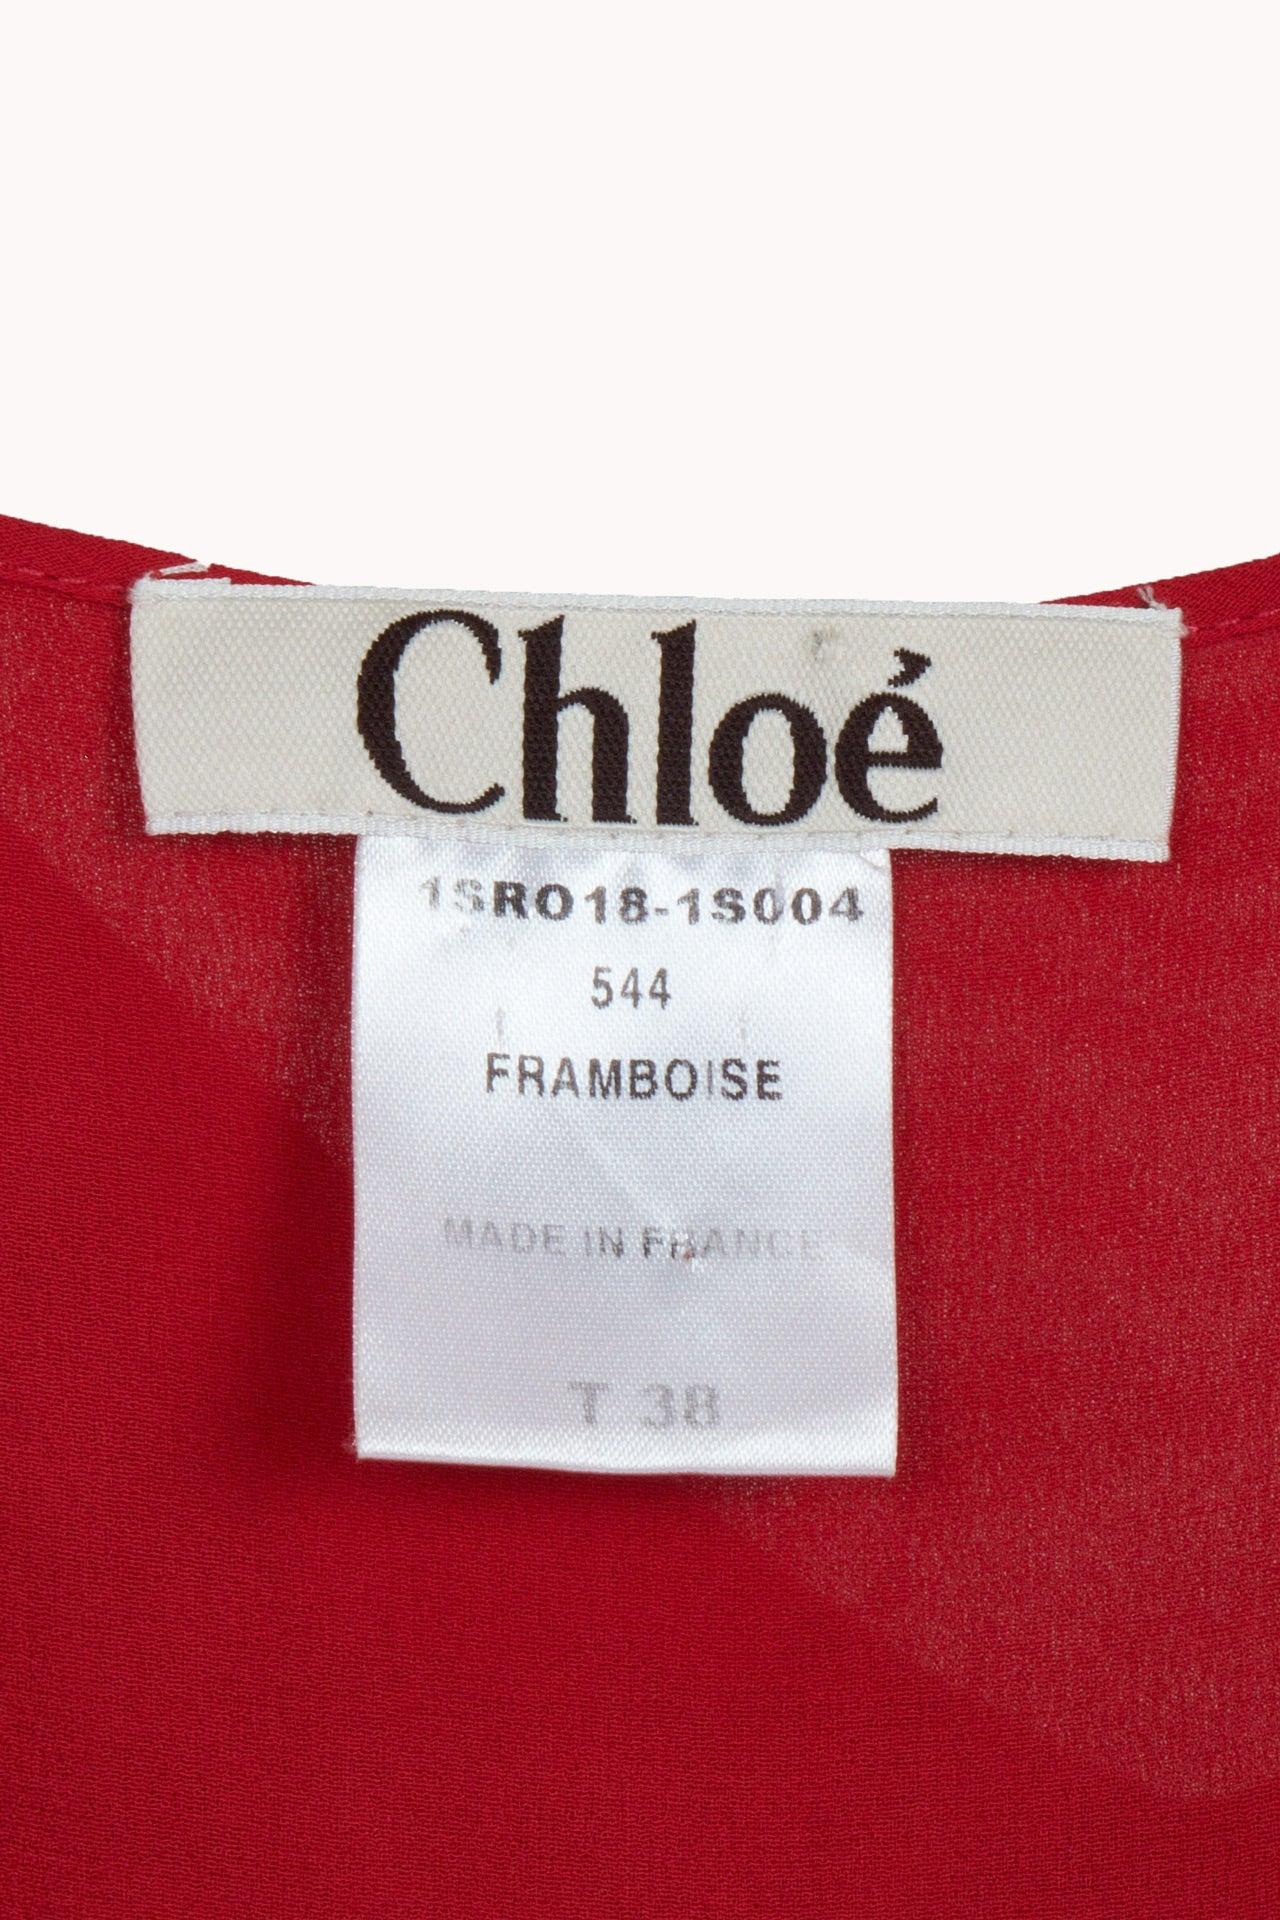 Chloé
1SRO18-1S004
544
FRAMBOISE
MADE IN FRANCE
T 38